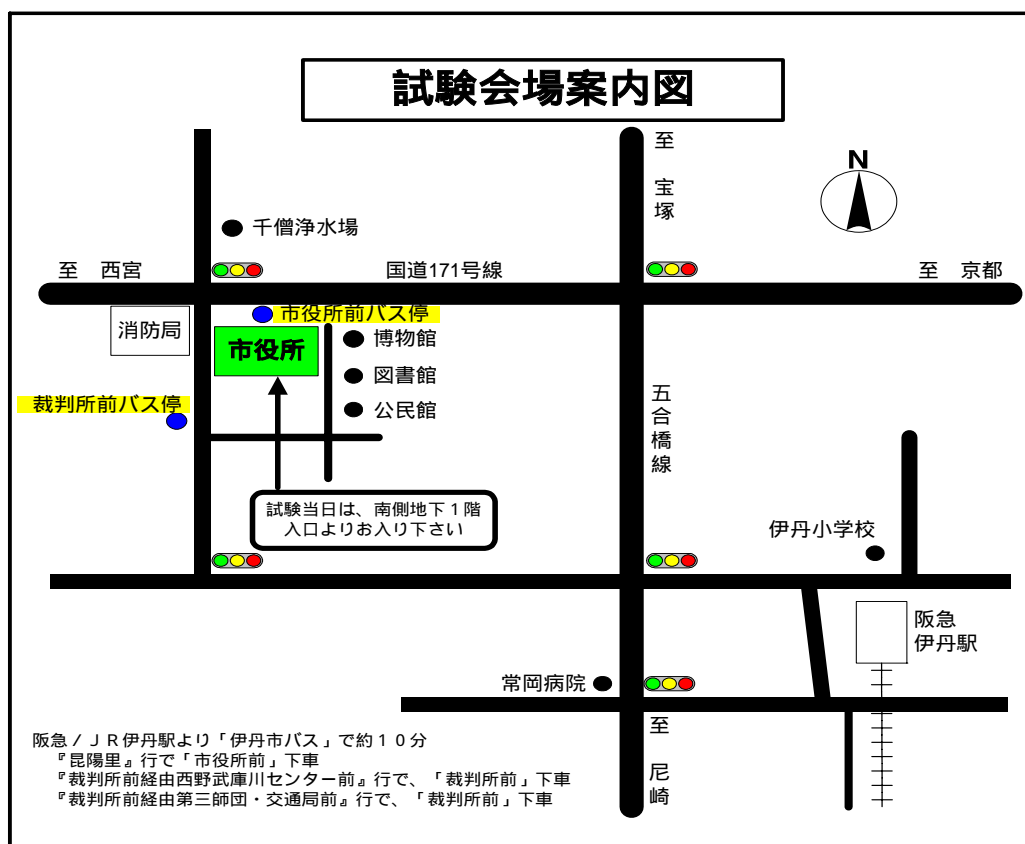 試験会場案内図
N
至 宝塚
千僧浄水場
至 西宮
国道171号線
至 京都
消防局
市役所前バス停
市役所
博物館
図書館
公民館
裁判所前バス停
五合橋線
試験当日は、南側地下１階
入口よりお入り下さい
伊丹小学校
阪急
伊丹駅
常岡病院
至 尼崎
阪急／ＪＲ伊丹駅より「伊丹市バス」で約１０分
『昆陽里』行で「市役所前」下車
『裁判所前経由西野武庫川センター前』行で、「裁判所前」下車
『裁判所前経由第三師団・交通局前』行で、「裁判所前」下車